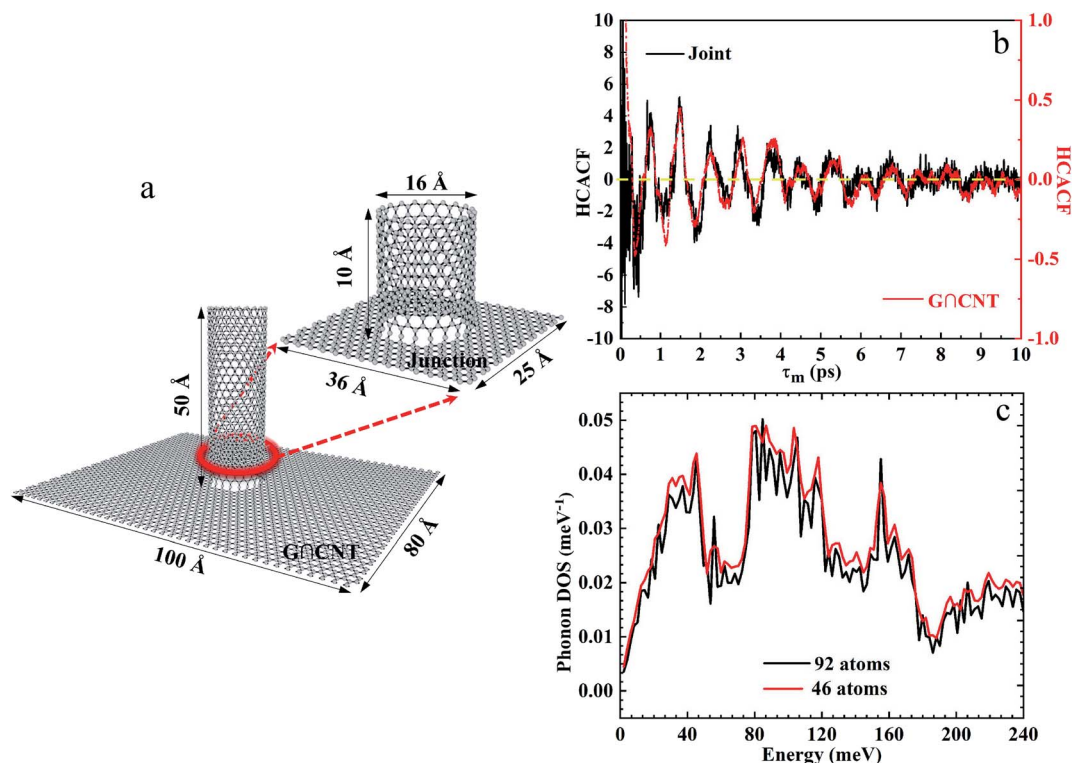 a
16 Å
10 Å
Junction
36 Å
25 Å
50 Å
G∩CNT
100 Å
80 Å
b
Joint
G∩CNT
HCACF
HCACF
10
8
6
4
2
0
-2
-4
-6
-8
-10
1.0
0.5
0.0
-0.5
-1.0
0 1 2 3 4 5 6 7 8 9 10
τm (ps)
c
Phonon DOS (meV⁻¹)
0.05
0.04
0.03
0.02
0.01
0.00
92 atoms
46 atoms
0 40 80 120 160 200 240
Energy (meV)